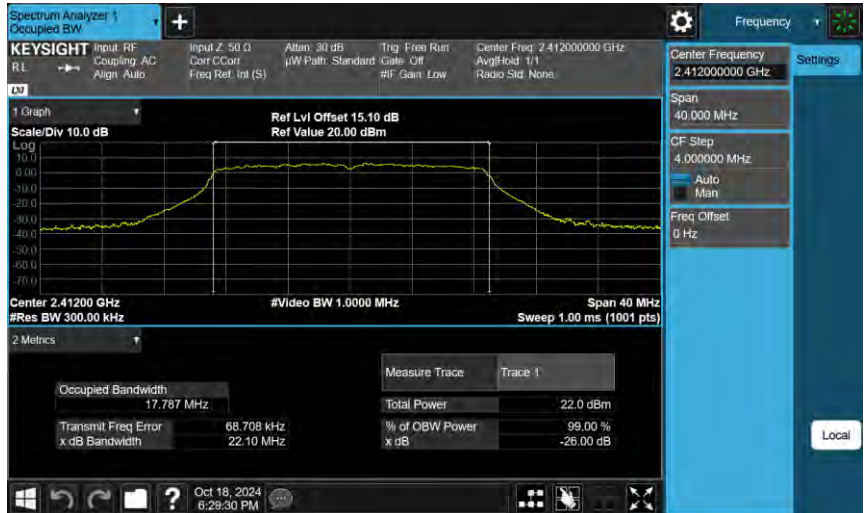 Spectrum Analyzer 1
Occupied BW
+
Frequency
KEYSIGHT
RL
LXI
Input: RF
Coupling: AC
Align: Auto
Input Z: 50 Ω
Corr CCorr
Freq Ref: Int (S)
Atten: 30 dB
µW Path: Standard
Trig: Free Run
Gate: Off
#IF Gain: Low
Center Freq: 2.412000000 GHz
Avg|Hold: 1/1
Radio Std: None
1 Graph
Scale/Div 10.0 dB
Ref Lvl Offset 15.10 dB
Ref Value 20.00 dBm
Log
10.0
0.00
-10.0
-20.0
-30.0
-40.0
-50.0
-60.0
-70.0
Center 2.41200 GHz
#Video BW 1.0000 MHz
Span 40 MHz
#Res BW 300.00 kHz
Sweep 1.00 ms (1001 pts)
2 Metrics
Measure Trace Trace 1
Occupied Bandwidth
17.787 MHz
Total Power 22.0 dBm
Transmit Freq Error 68.708 kHz
% of OBW Power 99.00 %
x dB Bandwidth 22.10 MHz
x dB -26.00 dB
Center Frequency
2.412000000 GHz
Settings
Span
40.000 MHz
CF Step
4.000000 MHz
Auto
Man
Freq Offset
0 Hz
Local
?
Oct 18, 2024
6:29:30 PM